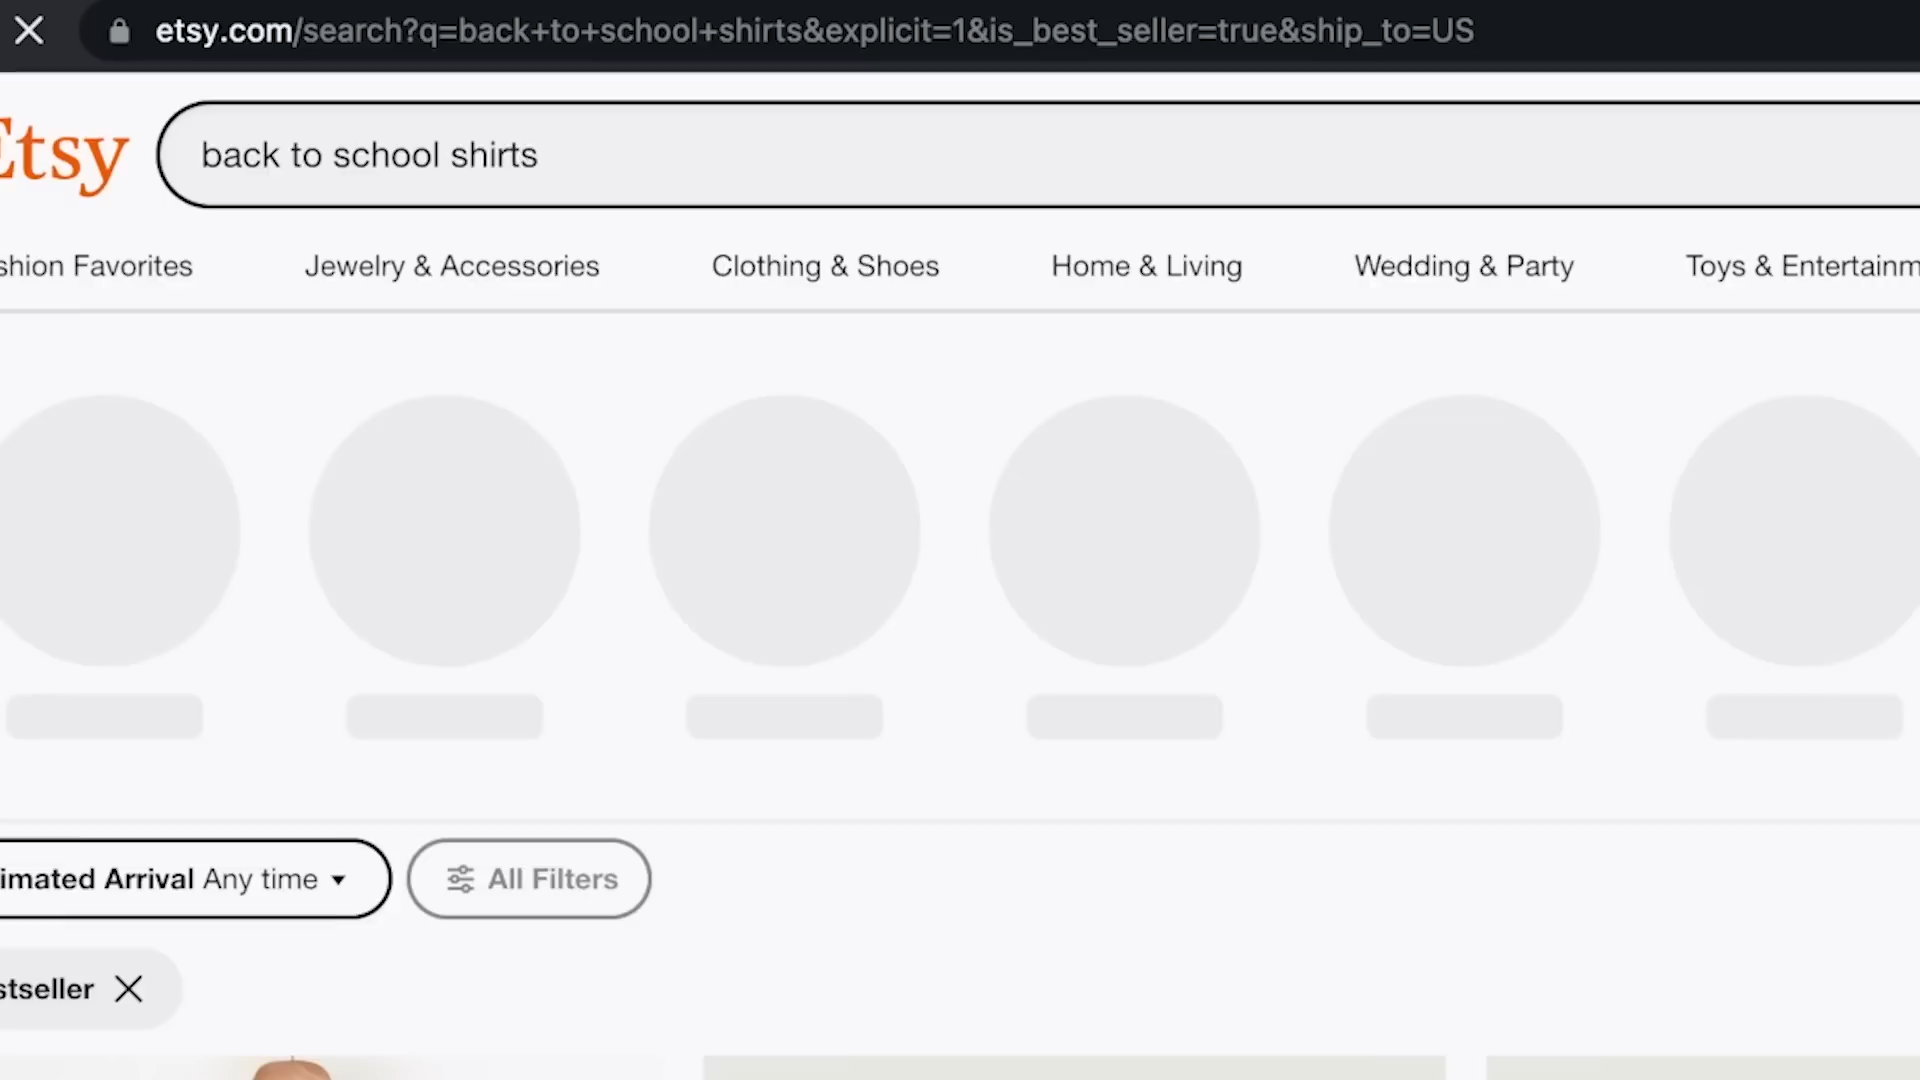 etsy.com/search?q=back+to+school+shirts&explicit=1&is_best_seller=true&ship_to=US
Etsy
back to school shirts
shion Favorites Jewelry & Accessories Clothing & Shoes Home & Living Wedding & Party Toys & Entertainm
imated Arrival Any time
All Filters
stseller